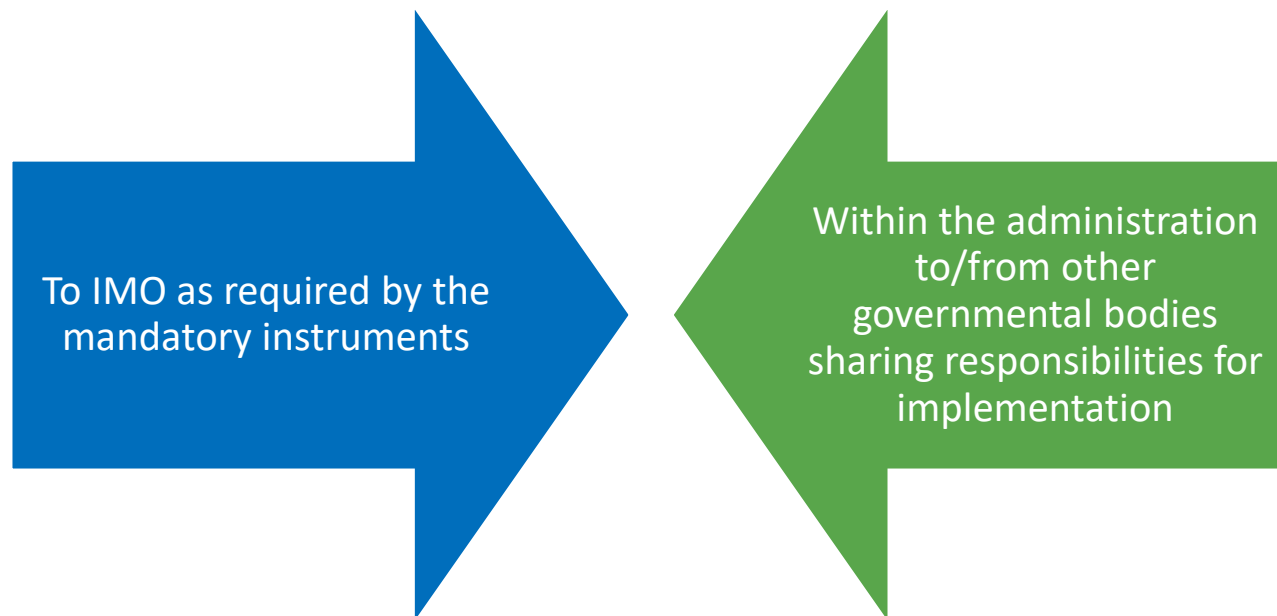 To IMO as required by the
mandatory instruments
Within the administration
to/from other
governmental bodies
sharing responsibilities for
implementation